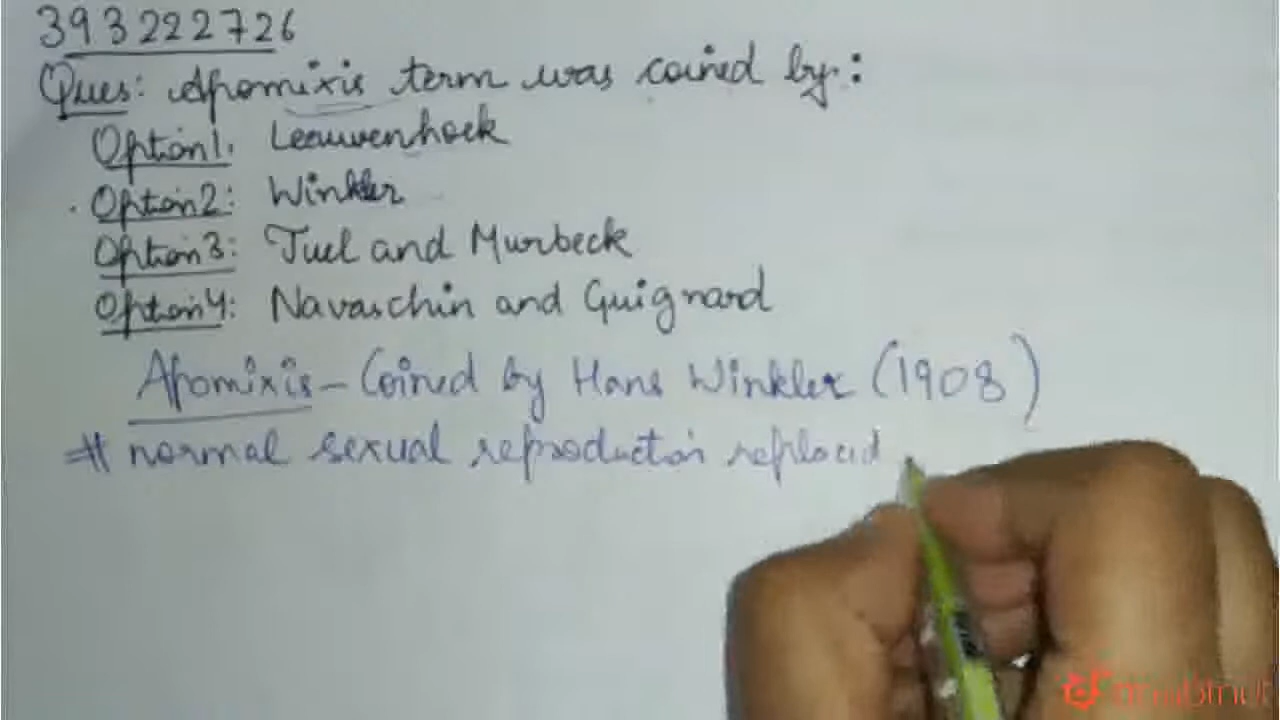 393222726
Ques: Apomixis term was coined by:
Option1. Leeuwenhoek
Option2: Winkler
Option3: Juel and Murbeck
Option4: Navaschin and Guignard
Apomixis - Coined by Hans Winkler (1908)
# normal sexual reproduction replaced